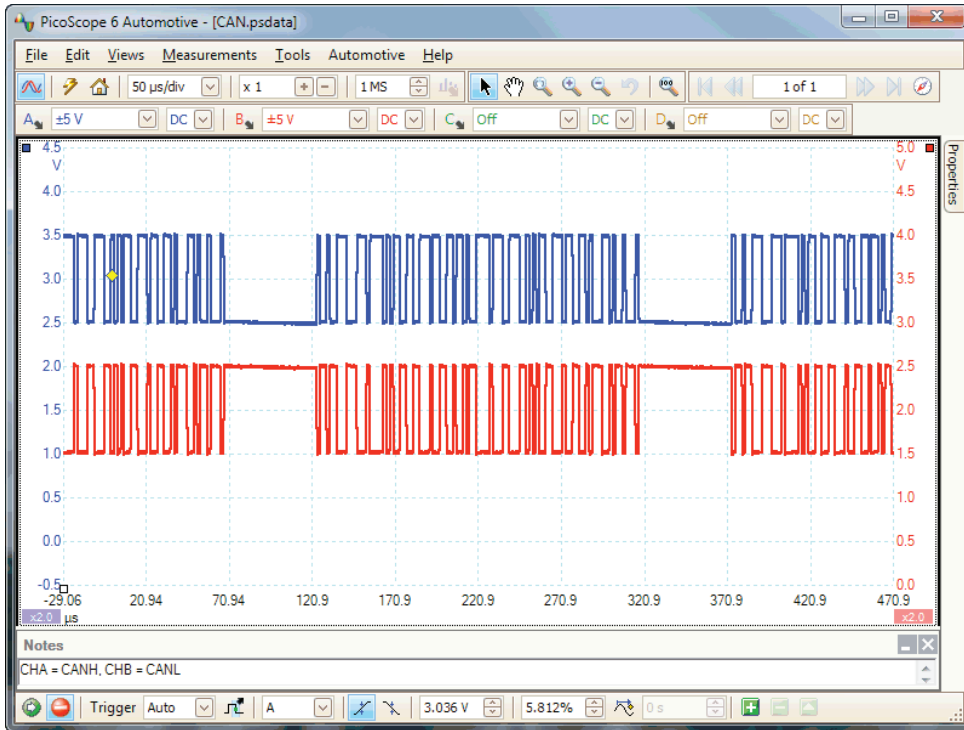 PicoScope 6 Automotive - [CAN.psdata]
File Edit Views Measurements Tools Automotive Help
50 µs/div x 1 1 MS 1 of 1
A ±5 V DC B ±5 V DC C Off DC D Off DC
4.5 5.0
V V
4.0 4.5
3.5 4.0
3.0 3.5
2.5 3.0
2.0 2.5
1.5 2.0
1.0 1.5
0.5 1.0
0.0 0.5
-0.5 0.0
-29.06 20.94 70.94 120.9 170.9 220.9 270.9 320.9 370.9 420.9 470.9
x2.0 µs x2.0
Properties
Notes
CHA = CANH, CHB = CANL
Trigger Auto A 3.036 V 5.812% 0 s